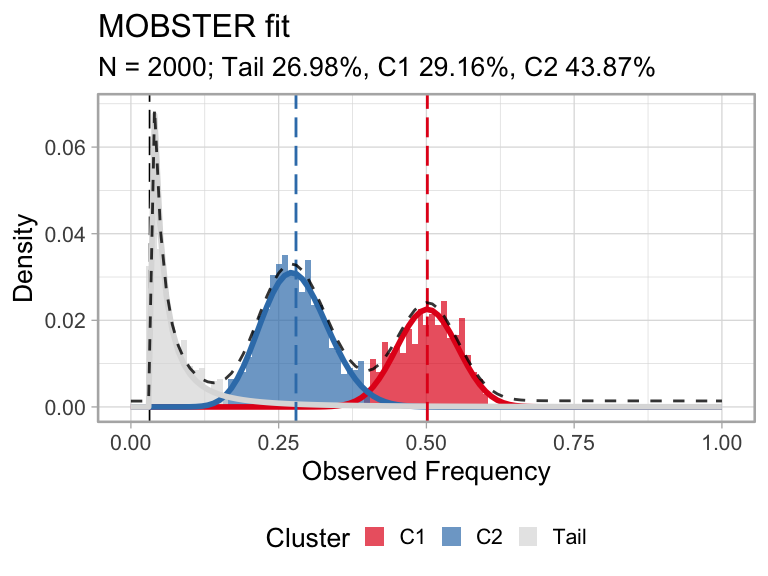 MOBSTER fit
N = 2000; Tail 26.98%, C1 29.16%, C2 43.87%
Density
0.06
0.04
0.02
0.00
0.00 0.25 0.50 0.75 1.00
Observed Frequency
Cluster C1 C2 Tail